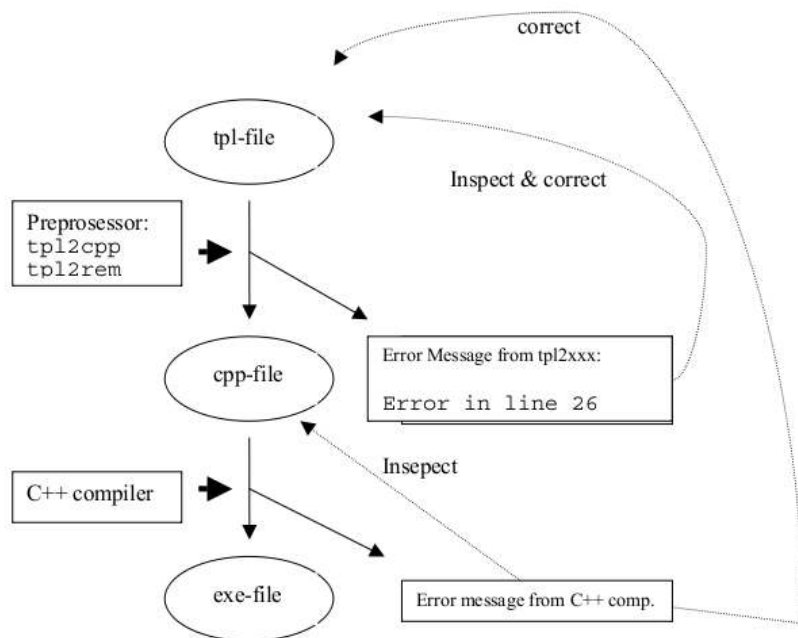 correct
tpl-file
Inspect & correct
Preprosessor:
tpl2cpp
tpl2rem
Error Message from tpl2xxx:
cpp-file
Error in line 26
Insepect
C++ compiler
exe-file
Error message from C++ comp.